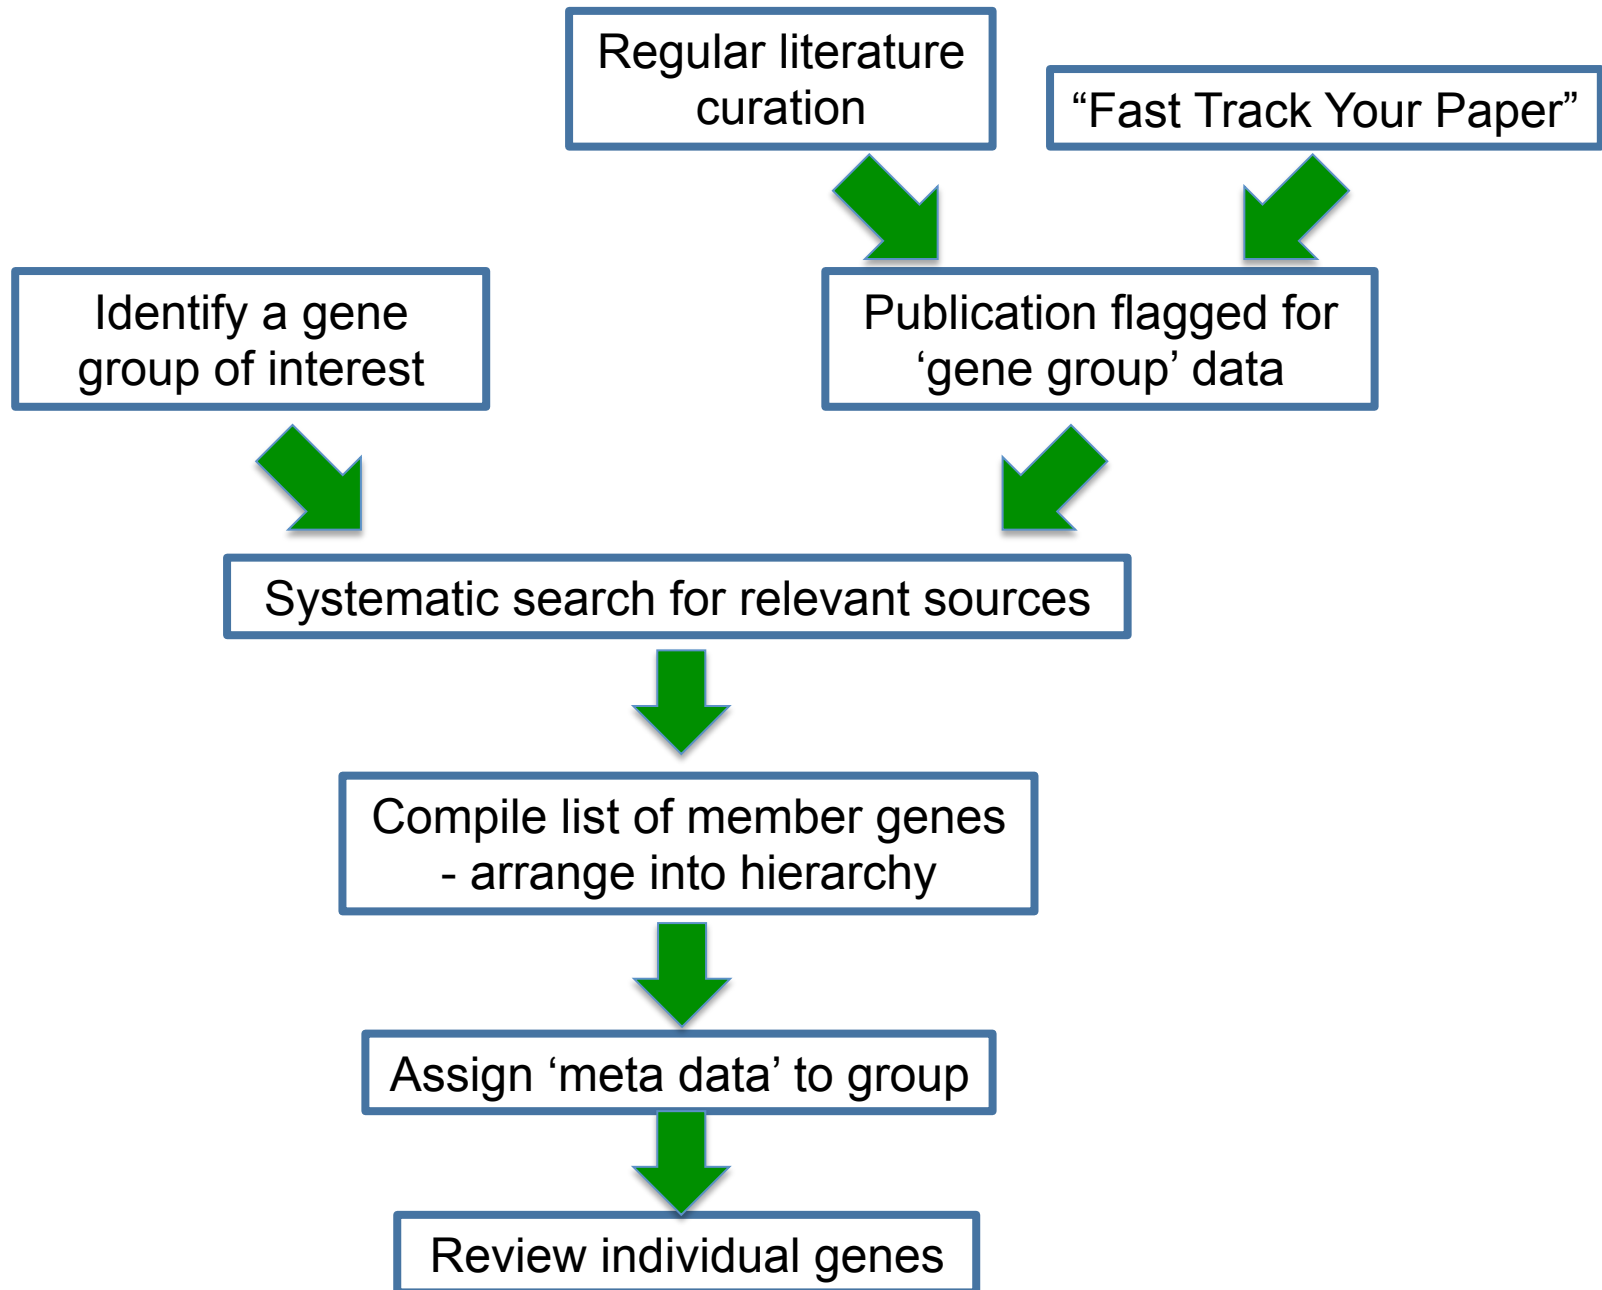 Regular literature
curation
“Fast Track Your Paper”
Identify a gene
group of interest
Publication flagged for
‘gene group’ data
Systematic search for relevant sources
Compile list of member genes
- arrange into hierarchy
Assign ‘meta data’ to group
Review individual genes